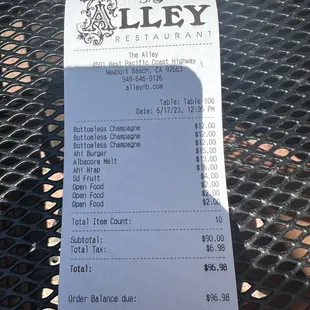 The
ALLEY
RESTAURANT
The Alley
4501 West Pacific Coast Highway
Newport Beach, CA 92663
949-646-9126
alleynb.com
Table: Table 106
Date: 6/17/23, 12:35 PM
Bottomless Champagne $12.00
Bottomless Champagne $12.00
Bottomless Champagne $12.00
Ahi Burger $15.00
Albacore Melt $13.00
Ahi Wrap $16.00
Sd Fruit $4.00
Open Food $2.00
Open Food $2.00
Open Food $2.00
Total Item Count: 10
Subtotal: $90.00
Total Tax: $6.98
Total: $96.98
Order Balance due: $96.98